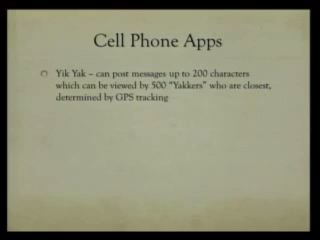 Cell Phone Apps
Yik Yak – can post messages up to 200 characters
which can be viewed by 500 "Yakkers" who are closest,
determined by GPS tracking